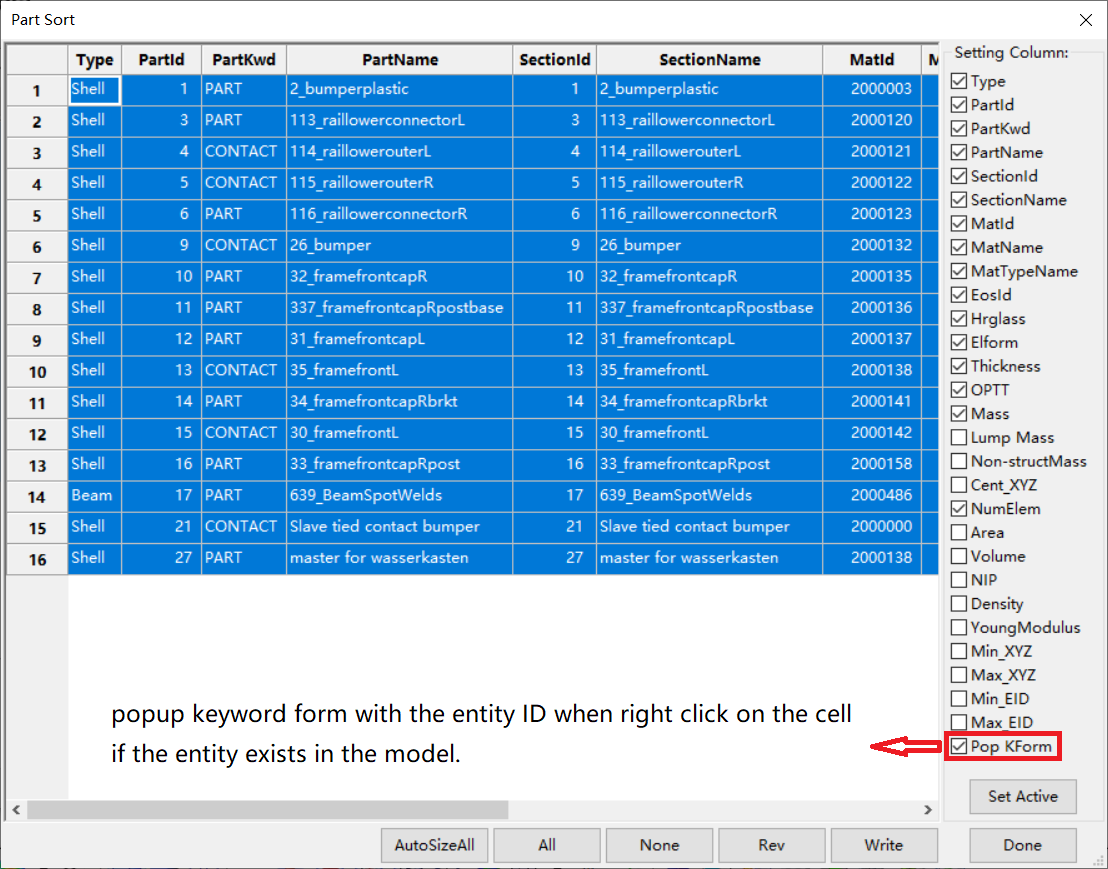 Part Sort
Type PartId PartKwd PartName SectionId SectionName MatId M
1 Shell 1 PART 2_bumperplastic 1 2_bumperplastic 2000003
2 Shell 3 PART 113_raillowerconnectorL 3 113_raillowerconnectorL 2000120
3 Shell 4 CONTACT 114_raillowerouterL 4 114_raillowerouterL 2000121
4 Shell 5 CONTACT 115_raillowerouterR 5 115_raillowerouterR 2000122
5 Shell 6 PART 116_raillowerconnectorR 6 116_raillowerconnectorR 2000123
6 Shell 9 CONTACT 26_bumper 9 26_bumper 2000132
7 Shell 10 PART 32_framefrontcapR 10 32_framefrontcapR 2000135
8 Shell 11 PART 337_framefrontcapRpostbase 11 337_framefrontcapRpostbase 2000136
9 Shell 12 PART 31_framefrontcapL 12 31_framefrontcapL 2000137
10 Shell 13 CONTACT 35_framefrontL 13 35_framefrontL 2000138
11 Shell 14 PART 34_framefrontcapRbrkt 14 34_framefrontcapRbrkt 2000141
12 Shell 15 CONTACT 30_framefrontL 15 30_framefrontL 2000142
13 Shell 16 PART 33_framefrontcapRpost 16 33_framefrontcapRpost 2000158
14 Beam 17 PART 639_BeamSpotWelds 17 639_BeamSpotWelds 2000486
15 Shell 21 CONTACT Slave tied contact bumper 21 Slave tied contact bumper 2000000
16 Shell 27 PART master for wasserkasten 27 master for wasserkasten 2000138
popup keyword form with the entity ID when right click on the cell
if the entity exists in the model.
Setting Column:
Type
PartId
PartKwd
PartName
SectionId
SectionName
MatId
MatName
MatTypeName
EosId
Hrglass
Elform
Thickness
OPTT
Mass
Lump Mass
Non-structMass
Cent_XYZ
NumElem
Area
Volume
NIP
Density
YoungModulus
Min_XYZ
Max_XYZ
Min_EID
Max_EID
Pop KForm
Set Active
AutoSizeAll All None Rev Write Done